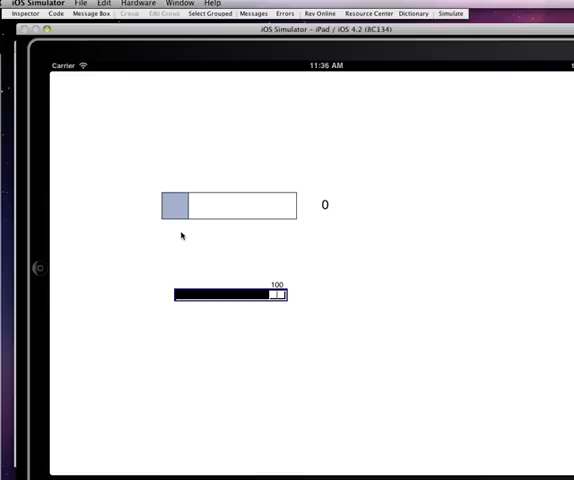 iOS Simulator File Edit Hardware Window Help
Inspector Code Message Box Group Edit Group Select Grouped Messages Errors Rev Online Resource Center Dictionary Simulate
iOS Simulator - iPad / iOS 4.2 (8C134)
Carrier 11:36 AM
0
100